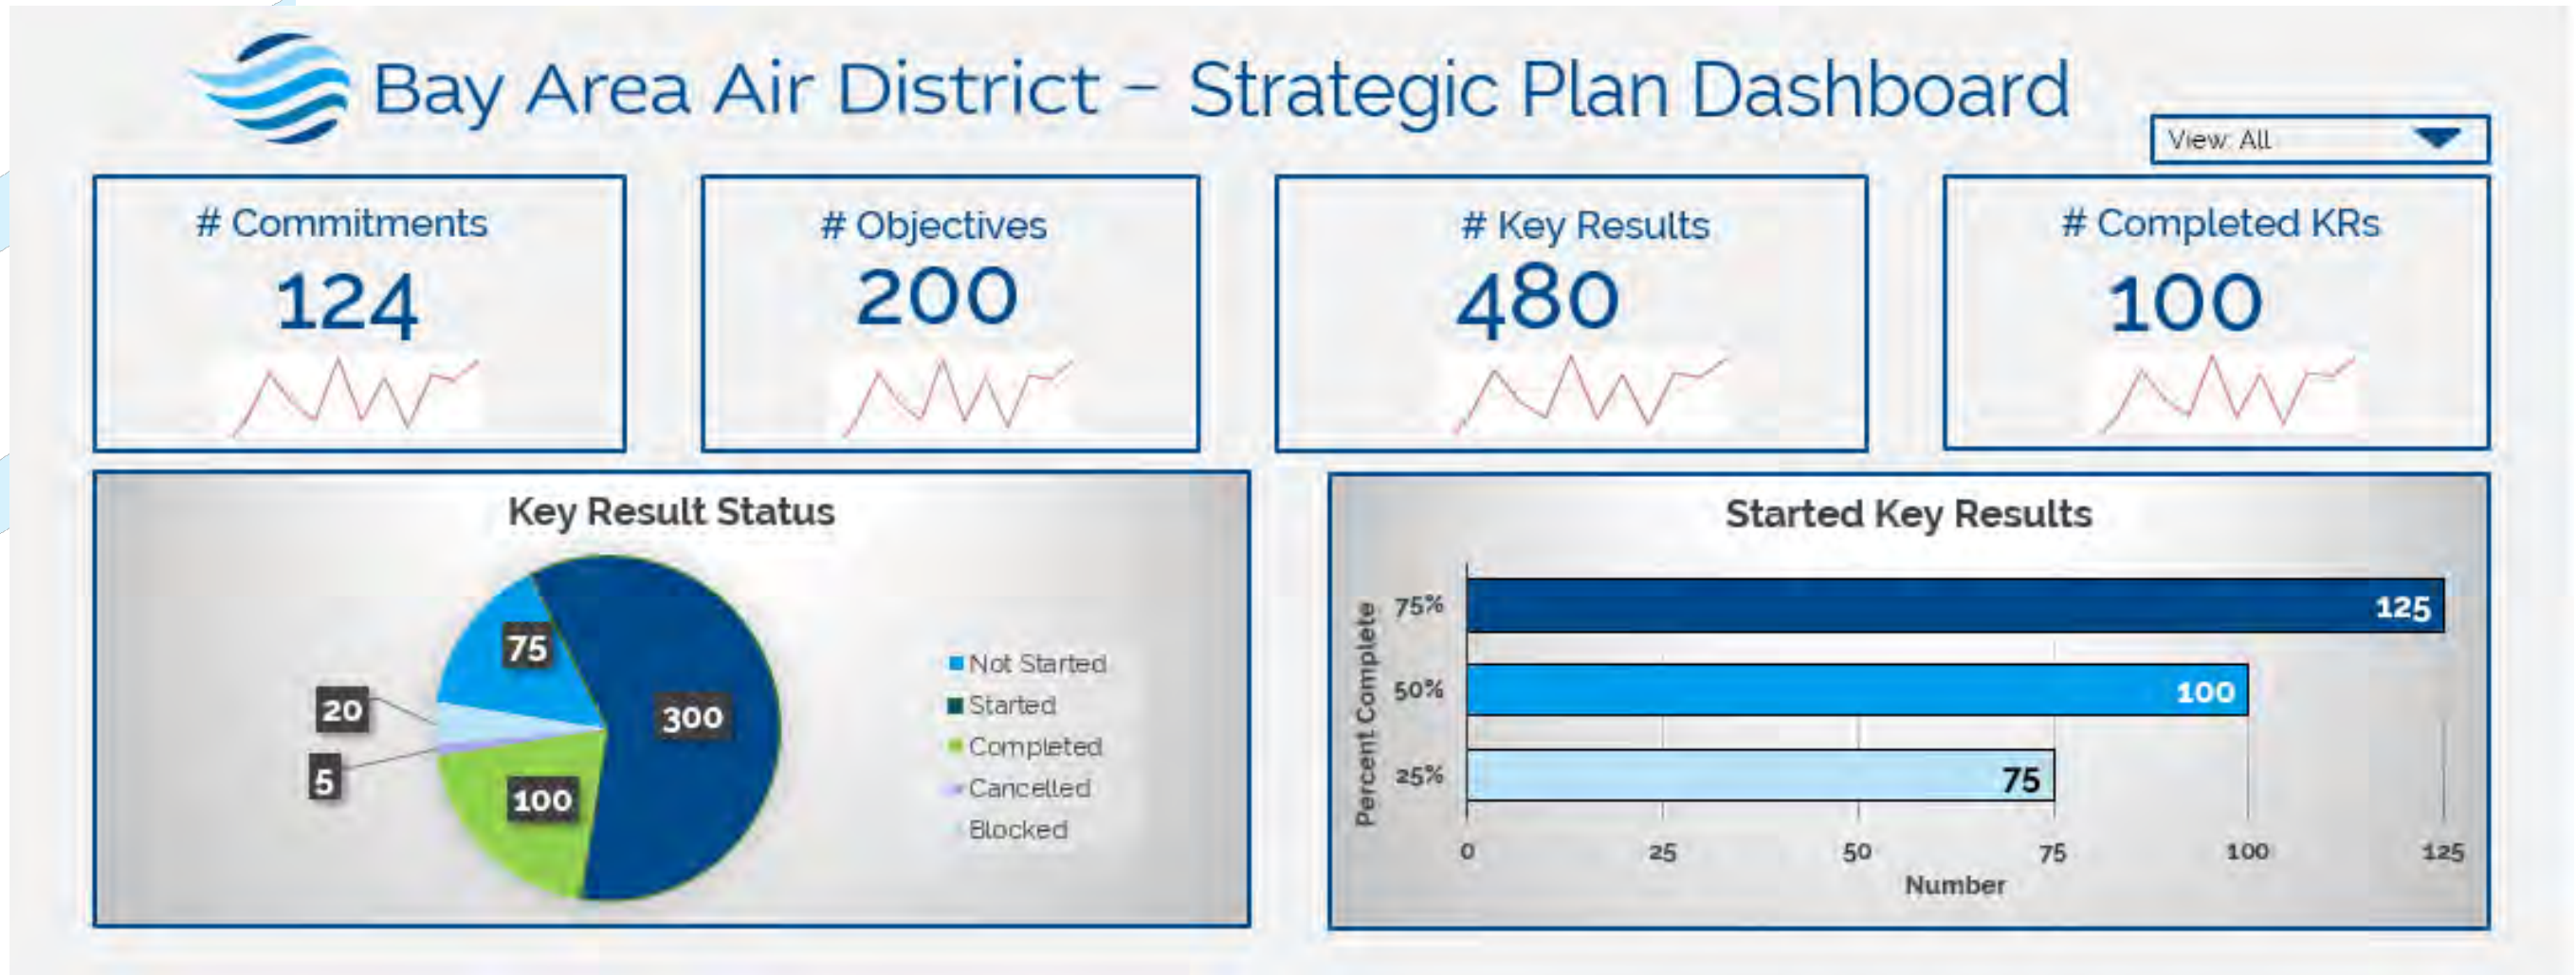 Bay Area Air District – Strategic Plan Dashboard
View: All
# Commitments
124
# Objectives
200
# Key Results
480
# Completed KRs
100
Key Result Status
75
300
20
5
100
Not Started
Started
Completed
Cancelled
Blocked
Started Key Results
Percent Complete
75%
125
50%
100
25%
75
0 25 50 75 100 125
Number